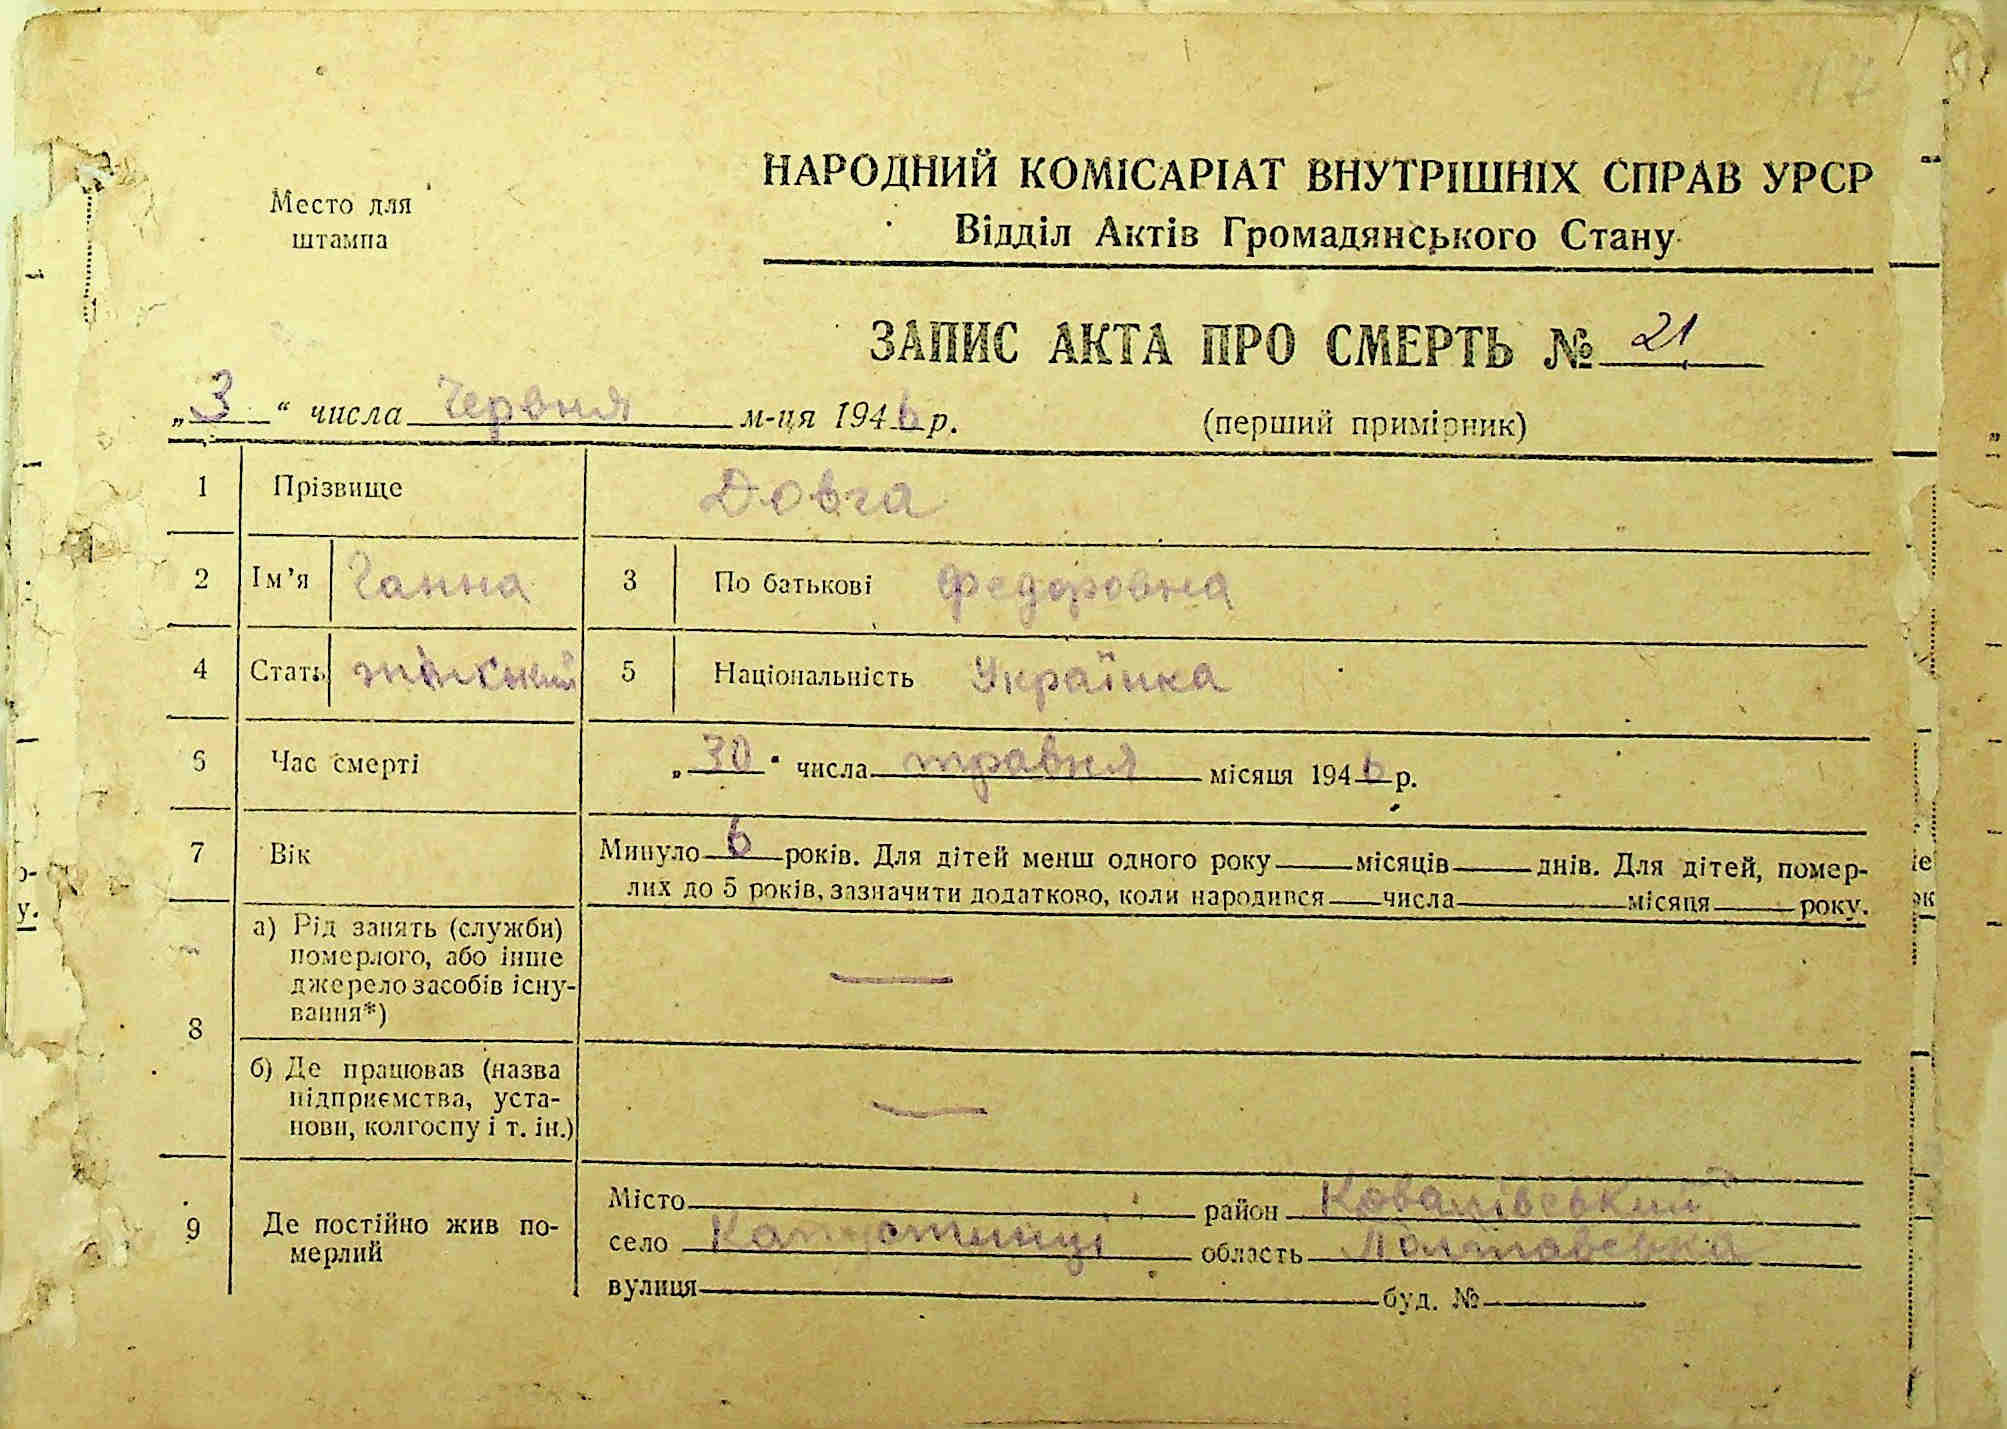 107
Место для
штампа
НАРОДНИЙ КОМІСАРІАТ ВНУТРІШНІХ СПРАВ УРСР
Відділ Актів Громадянського Стану
ЗАПИС АКТА ПРО СМЕРТЬ № 21
„3“ числа Червня м-ця 1946 р. (перший примірник)
1 Прізвище Довга
2 Ім’я Ганна 3 По батькові Федоровна
4 Стать жіноский 5 Національність Українка
6 Час смерті „30“ числа травня місяця 1946 р.
7 Вік Минуло 6 років. Для дітей менш одного року місяців днів. Для дітей, помер-
лих до 5 років, зазначити додатково, коли народився числа місяця року.
8 а) Рід занять (служби)
померлого, або інше
джерело засобів існу-
вання*) —
б) Де працював (назва
підприємства, уста-
нови, колгоспу і т. ін.) —
9 Де постійно жив по-
мерлий
Місто район Ковалівський
село Капустинці область Полтавська
вулиця буд. №